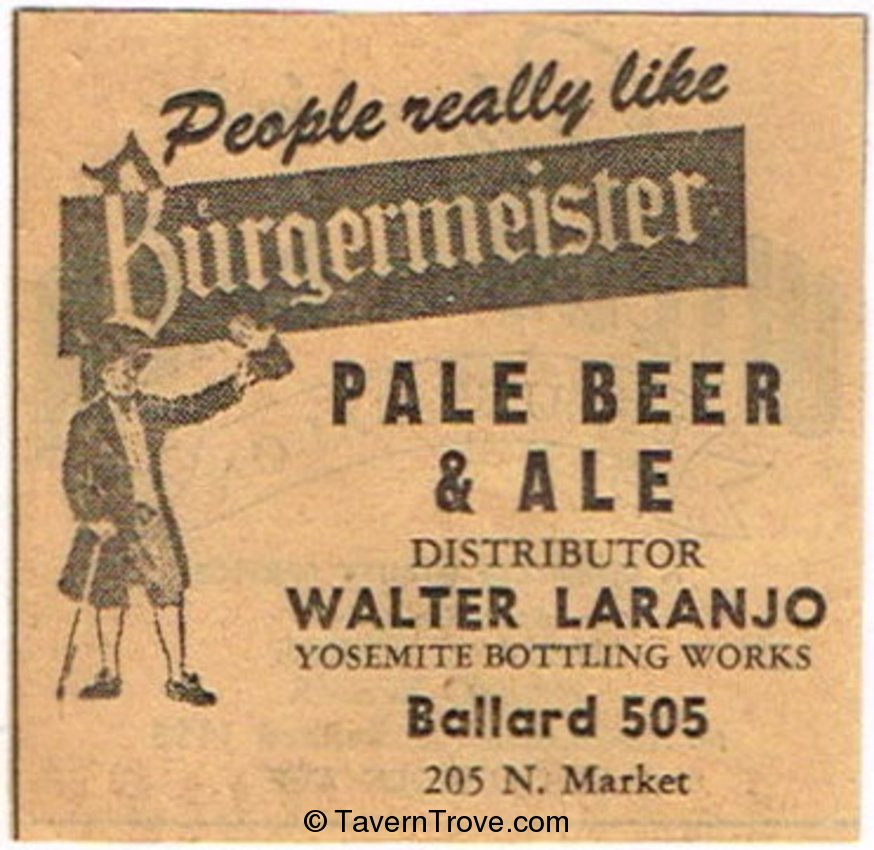 People really like
Bürgermeister
PALE BEER
& ALE
DISTRIBUTOR
WALTER LARANJO
YOSEMITE BOTTLING WORKS
Ballard 505
205 N. Market
© TavernTrove.com